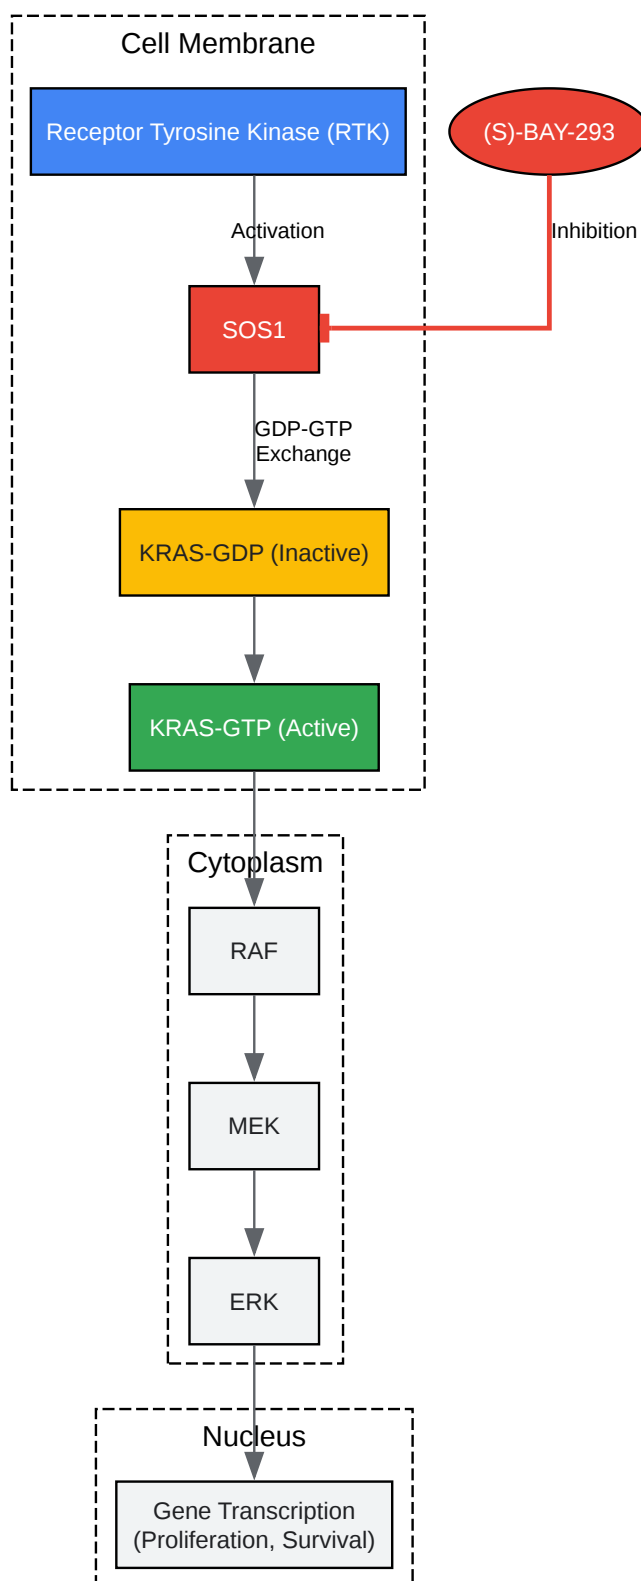 Cell Membrane
Receptor Tyrosine Kinase (RTK)
(S)-BAY-293
Activation
Inhibition
SOS1
GDP-GTP
Exchange
KRAS-GDP (Inactive)
KRAS-GTP (Active)
Cytoplasm
RAF
MEK
ERK
Nucleus
Gene Transcription
(Proliferation, Survival)